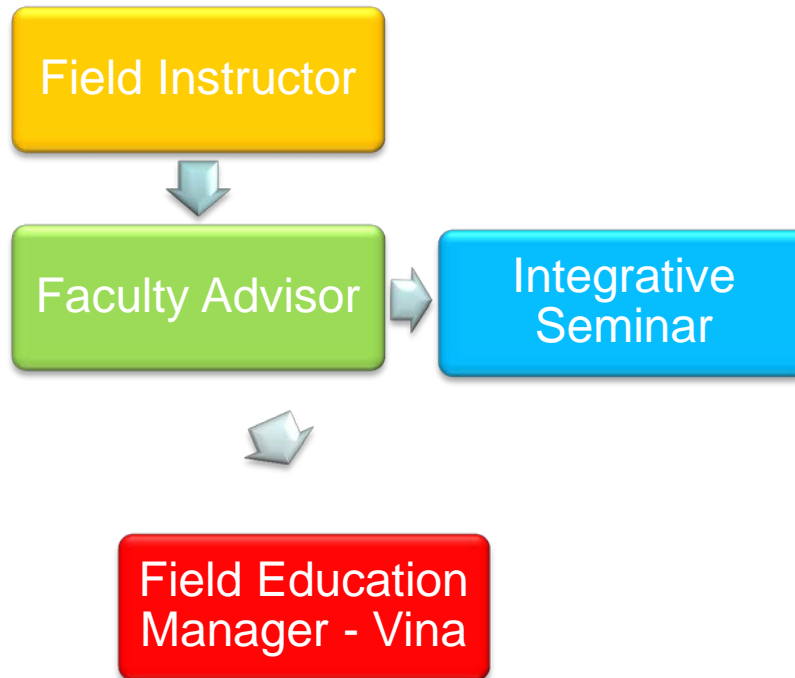 Field Instructor
Faculty Advisor
Integrative
Seminar
Field Education
Manager - Vina